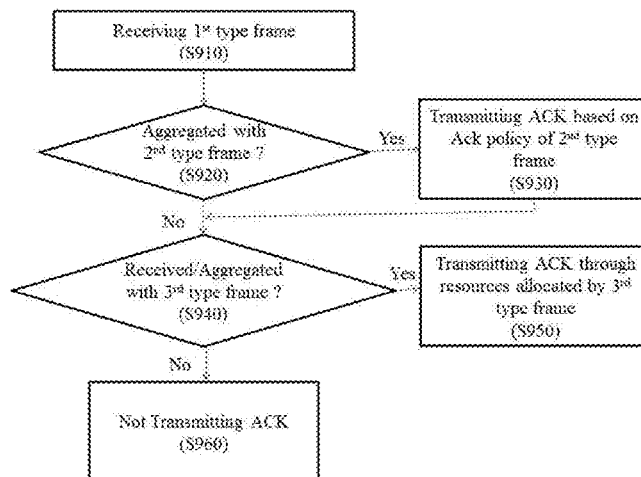 Receiving 1st type frame
(S910)
Aggregated with
2nd type frame ?
(S920)
Yes
Transmitting ACK based on
Ack policy of 2nd type
frame
(S930)
No
Received/Aggregated
with 3rd type frame ?
(S940)
Yes
Transmitting ACK through
resources allocated by 3rd
type frame
(S950)
No
Not Transmitting ACK
(S960)